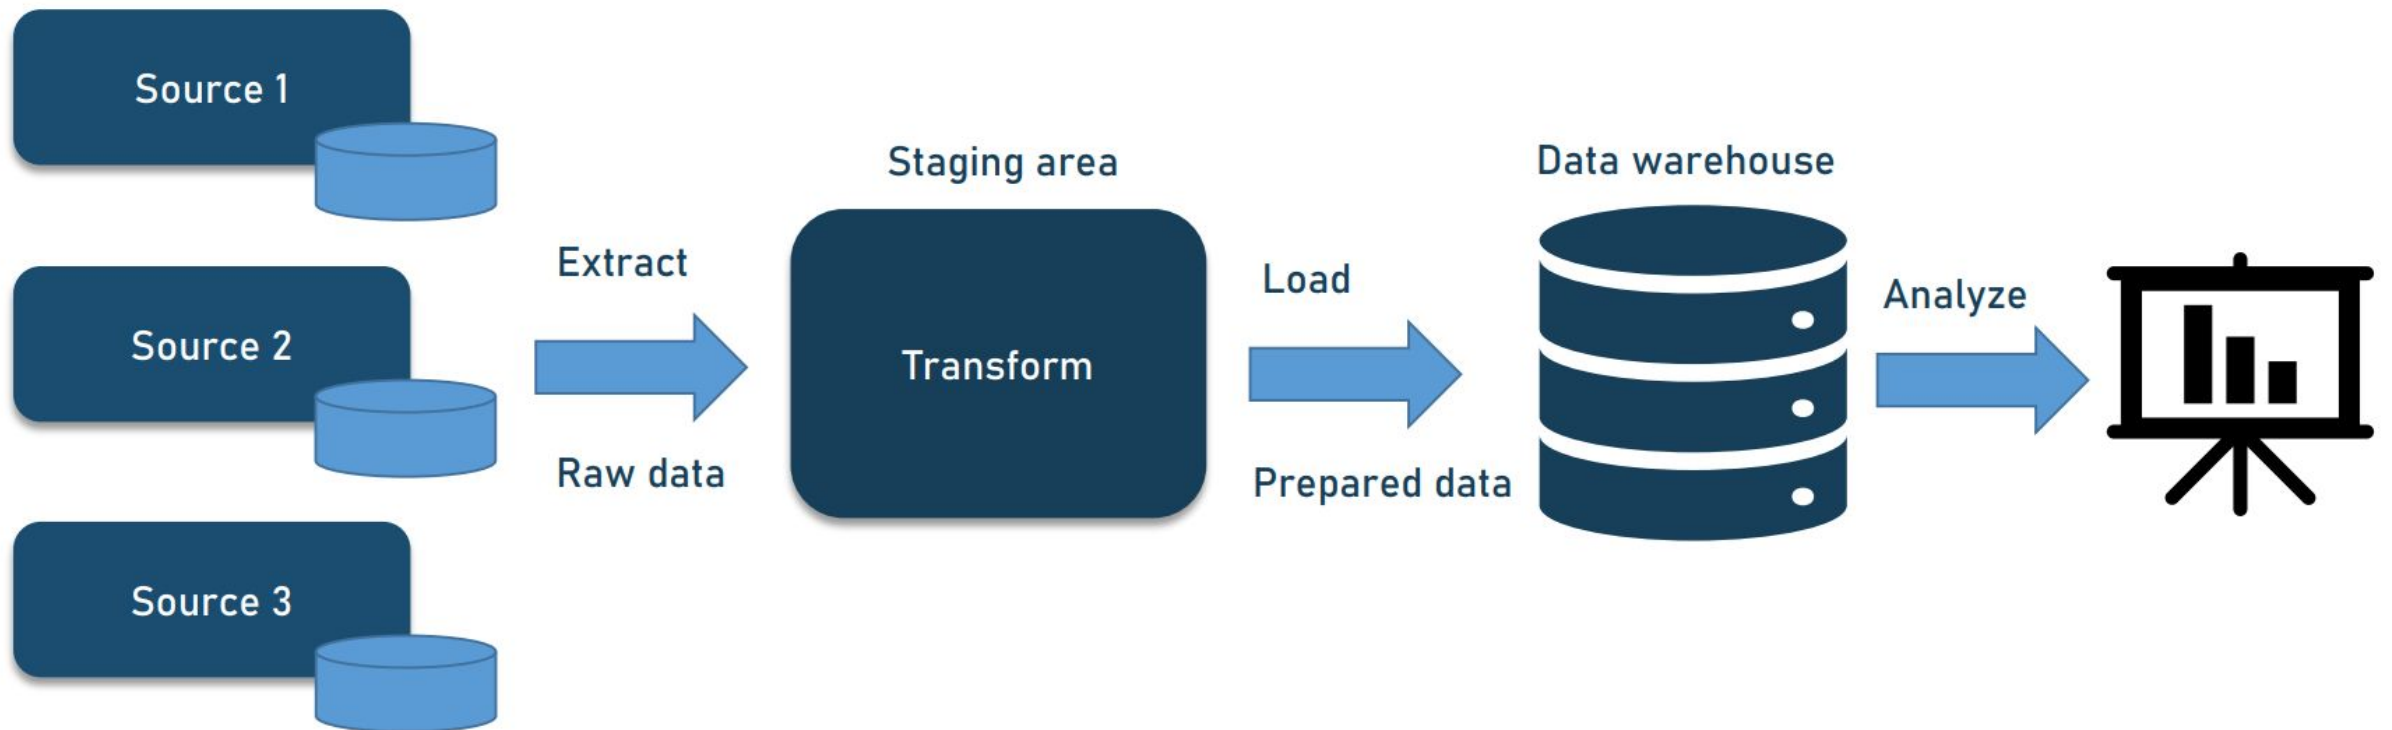 Source 1
Source 2
Source 3
Extract
Raw data
Staging area
Transform
Load
Prepared data
Data warehouse
Analyze